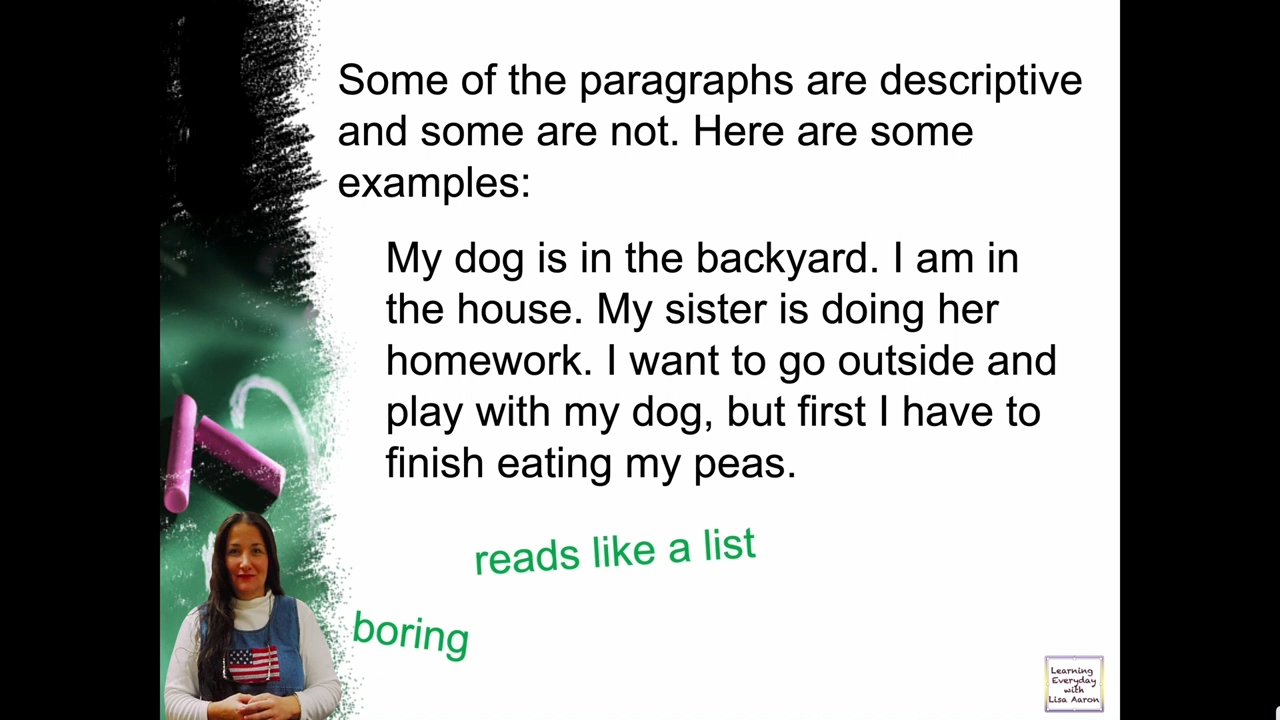 Some of the paragraphs are descriptive
and some are not. Here are some
examples:
My dog is in the backyard. I am in
the house. My sister is doing her
homework. I want to go outside and
play with my dog, but first I have to
finish eating my peas.
reads like a list
boring
Learning
Everyday
with
Lisa Aaron